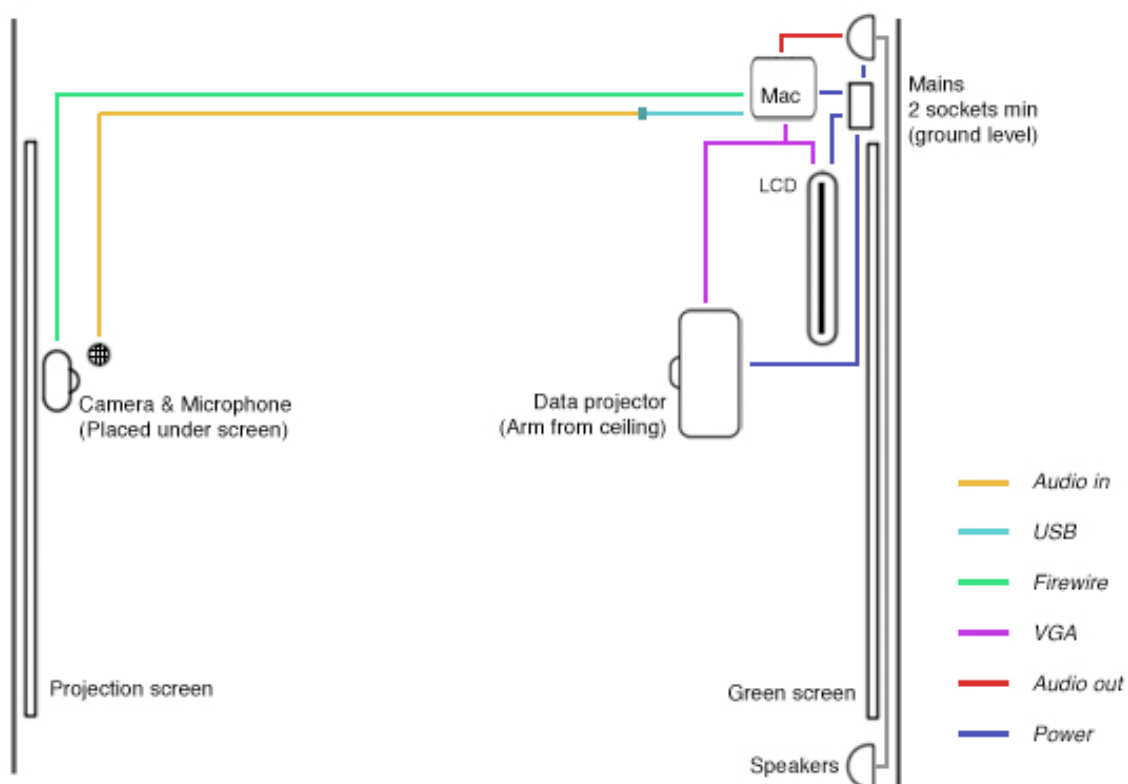 Mac
Mains
2 sockets min
(ground level)
LCD
Camera & Microphone
(Placed under screen)
Data projector
(Arm from ceiling)
Audio in
USB
Firewire
VGA
Audio out
Power
Projection screen
Green screen
Speakers